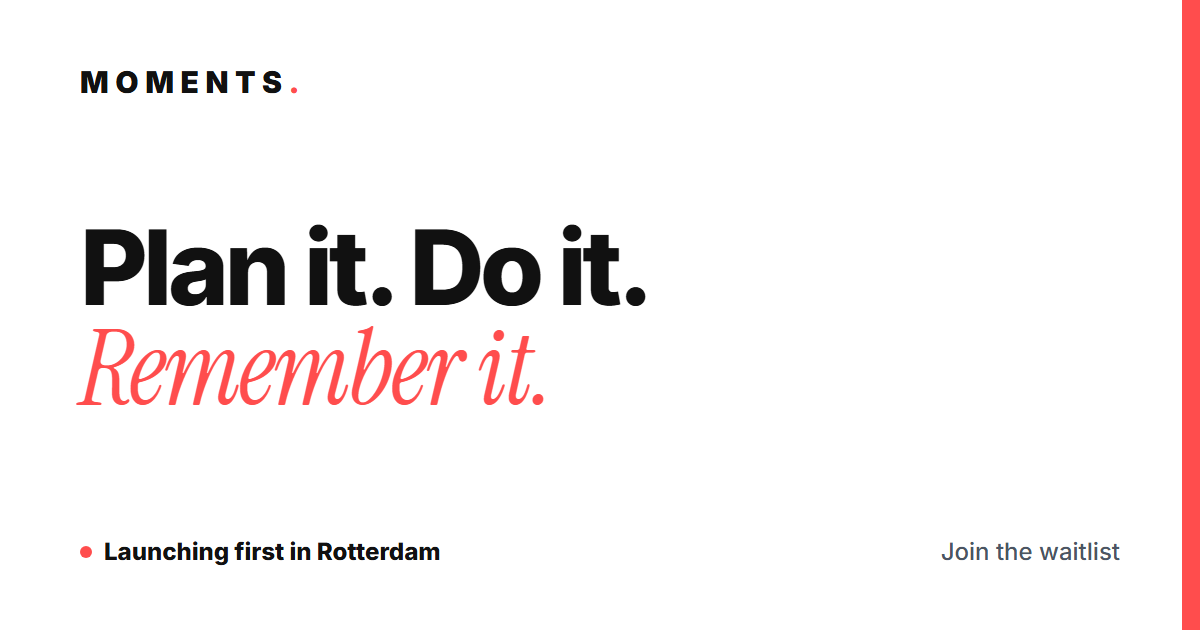 MOMENTS.
Plan it. Do it.
Remember it.
Launching first in Rotterdam
Join the waitlist